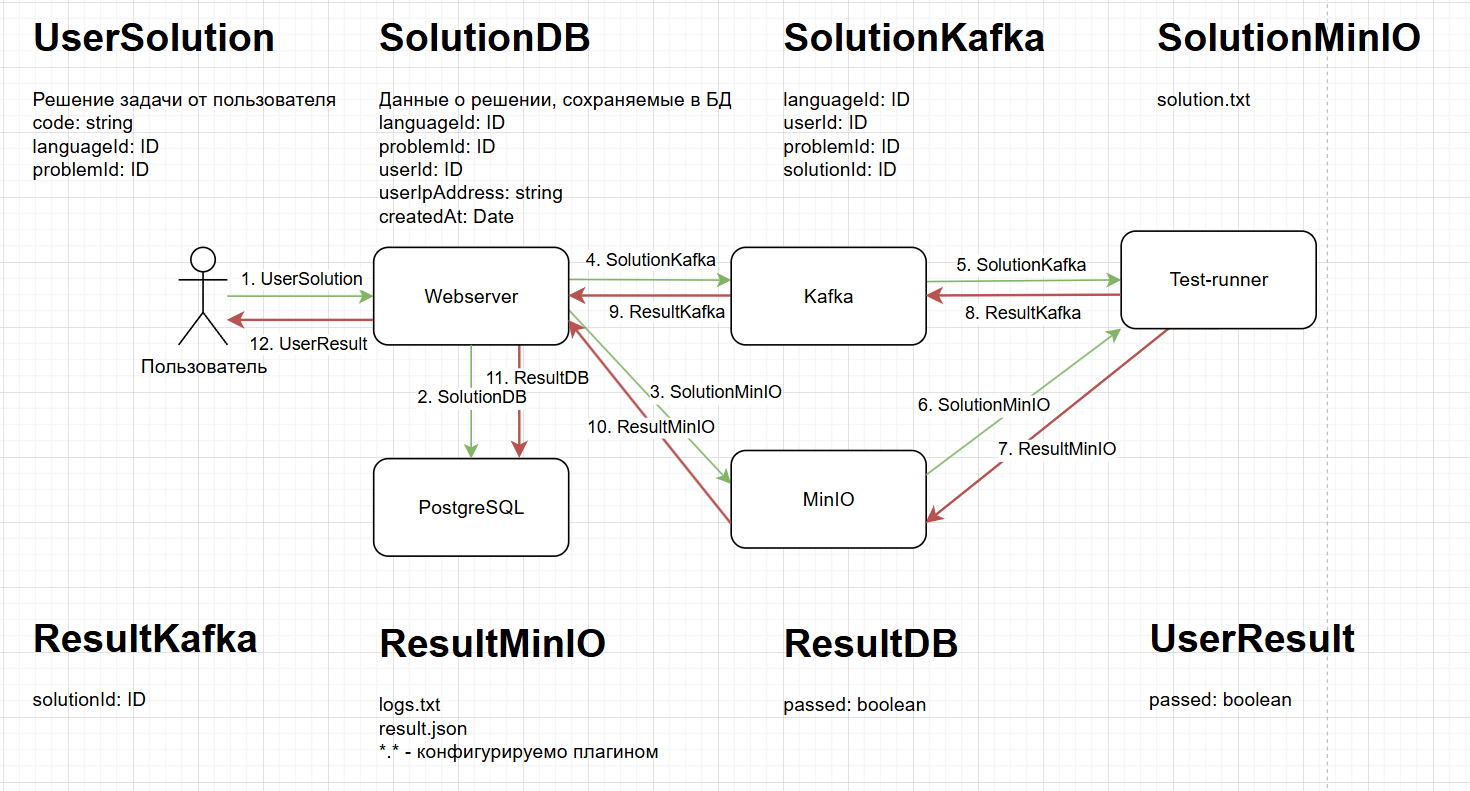 UserSolution
Решение задачи от пользователя
code: string
languageId: ID
problemId: ID
SolutionDB
Данные о решении, сохраняемые в БД
languageId: ID
problemId: ID
userId: ID
userIpAddress: string
createdAt: Date
SolutionKafka
languageId: ID
userId: ID
problemId: ID
solutionId: ID
SolutionMinIO
solution.txt
1. UserSolution
12. UserResult
Пользователь
Webserver
4. SolutionKafka
9. ResultKafka
Kafka
5. SolutionKafka
8. ResultKafka
Test-runner
11. ResultDB
2. SolutionDB
3. SolutionMinIO
10. ResultMinIO
6. SolutionMinIO
7. ResultMinIO
PostgreSQL
MinIO
ResultKafka
solutionId: ID
ResultMinIO
logs.txt
result.json
*.* - конфигурируемо плагином
ResultDB
passed: boolean
UserResult
passed: boolean